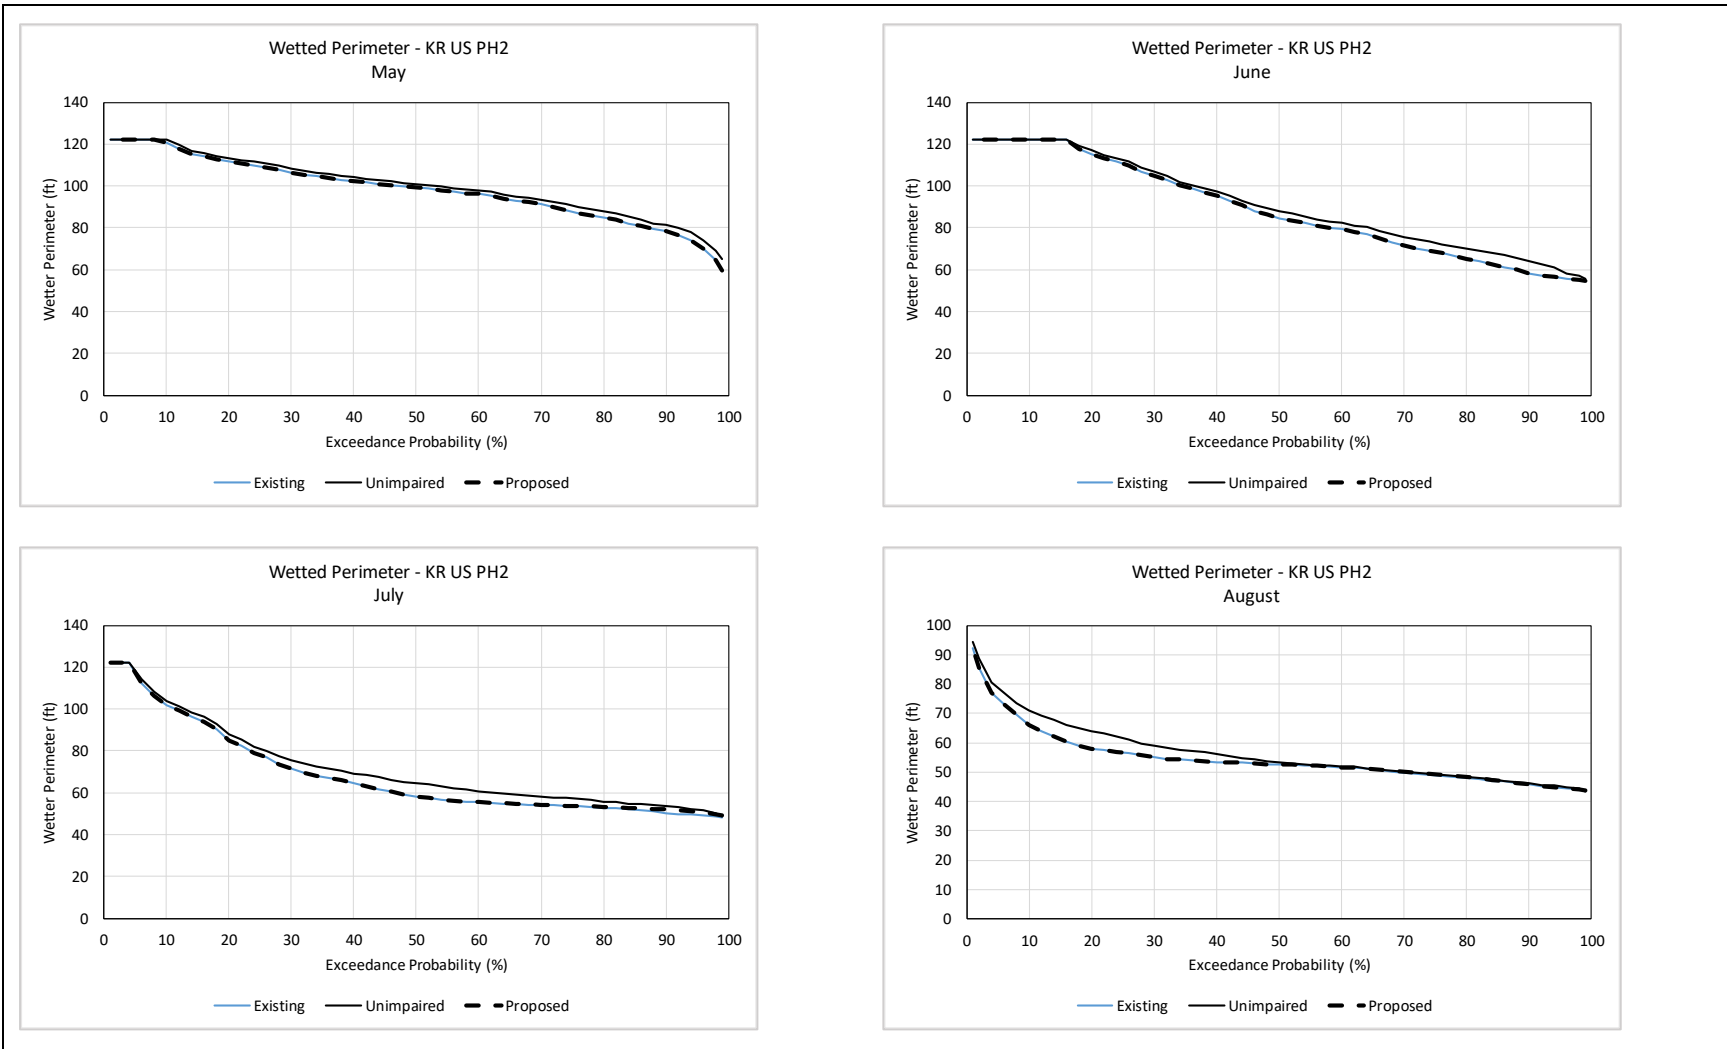 Wetted Perimeter - KR US PH2
May
Wetter Perimeter (ft)
140
120
100
80
60
40
20
0
0 10 20 30 40 50 60 70 80 90 100
Exceedance Probability (%)
Existing Unimpaired Proposed
Wetted Perimeter - KR US PH2
June
Wetter Perimeter (ft)
140
120
100
80
60
40
20
0
0 10 20 30 40 50 60 70 80 90 100
Exceedance Probability (%)
Existing Unimpaired Proposed
Wetted Perimeter - KR US PH2
July
Wetter Perimeter (ft)
140
120
100
80
60
40
20
0
0 10 20 30 40 50 60 70 80 90 100
Exceedance Probability (%)
Existing Unimpaired Proposed
Wetted Perimeter - KR US PH2
August
Wetter Perimeter (ft)
100
90
80
70
60
50
40
30
20
10
0
0 10 20 30 40 50 60 70 80 90 100
Exceedance Probability (%)
Existing Unimpaired Proposed